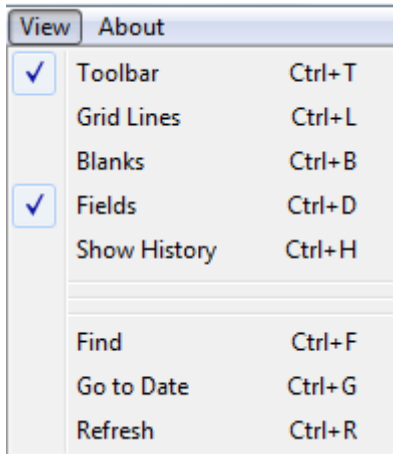 View About
Toolbar Ctrl+T
Grid Lines Ctrl+L
Blanks Ctrl+B
Fields Ctrl+D
Show History Ctrl+H
Find Ctrl+F
Go to Date Ctrl+G
Refresh Ctrl+R